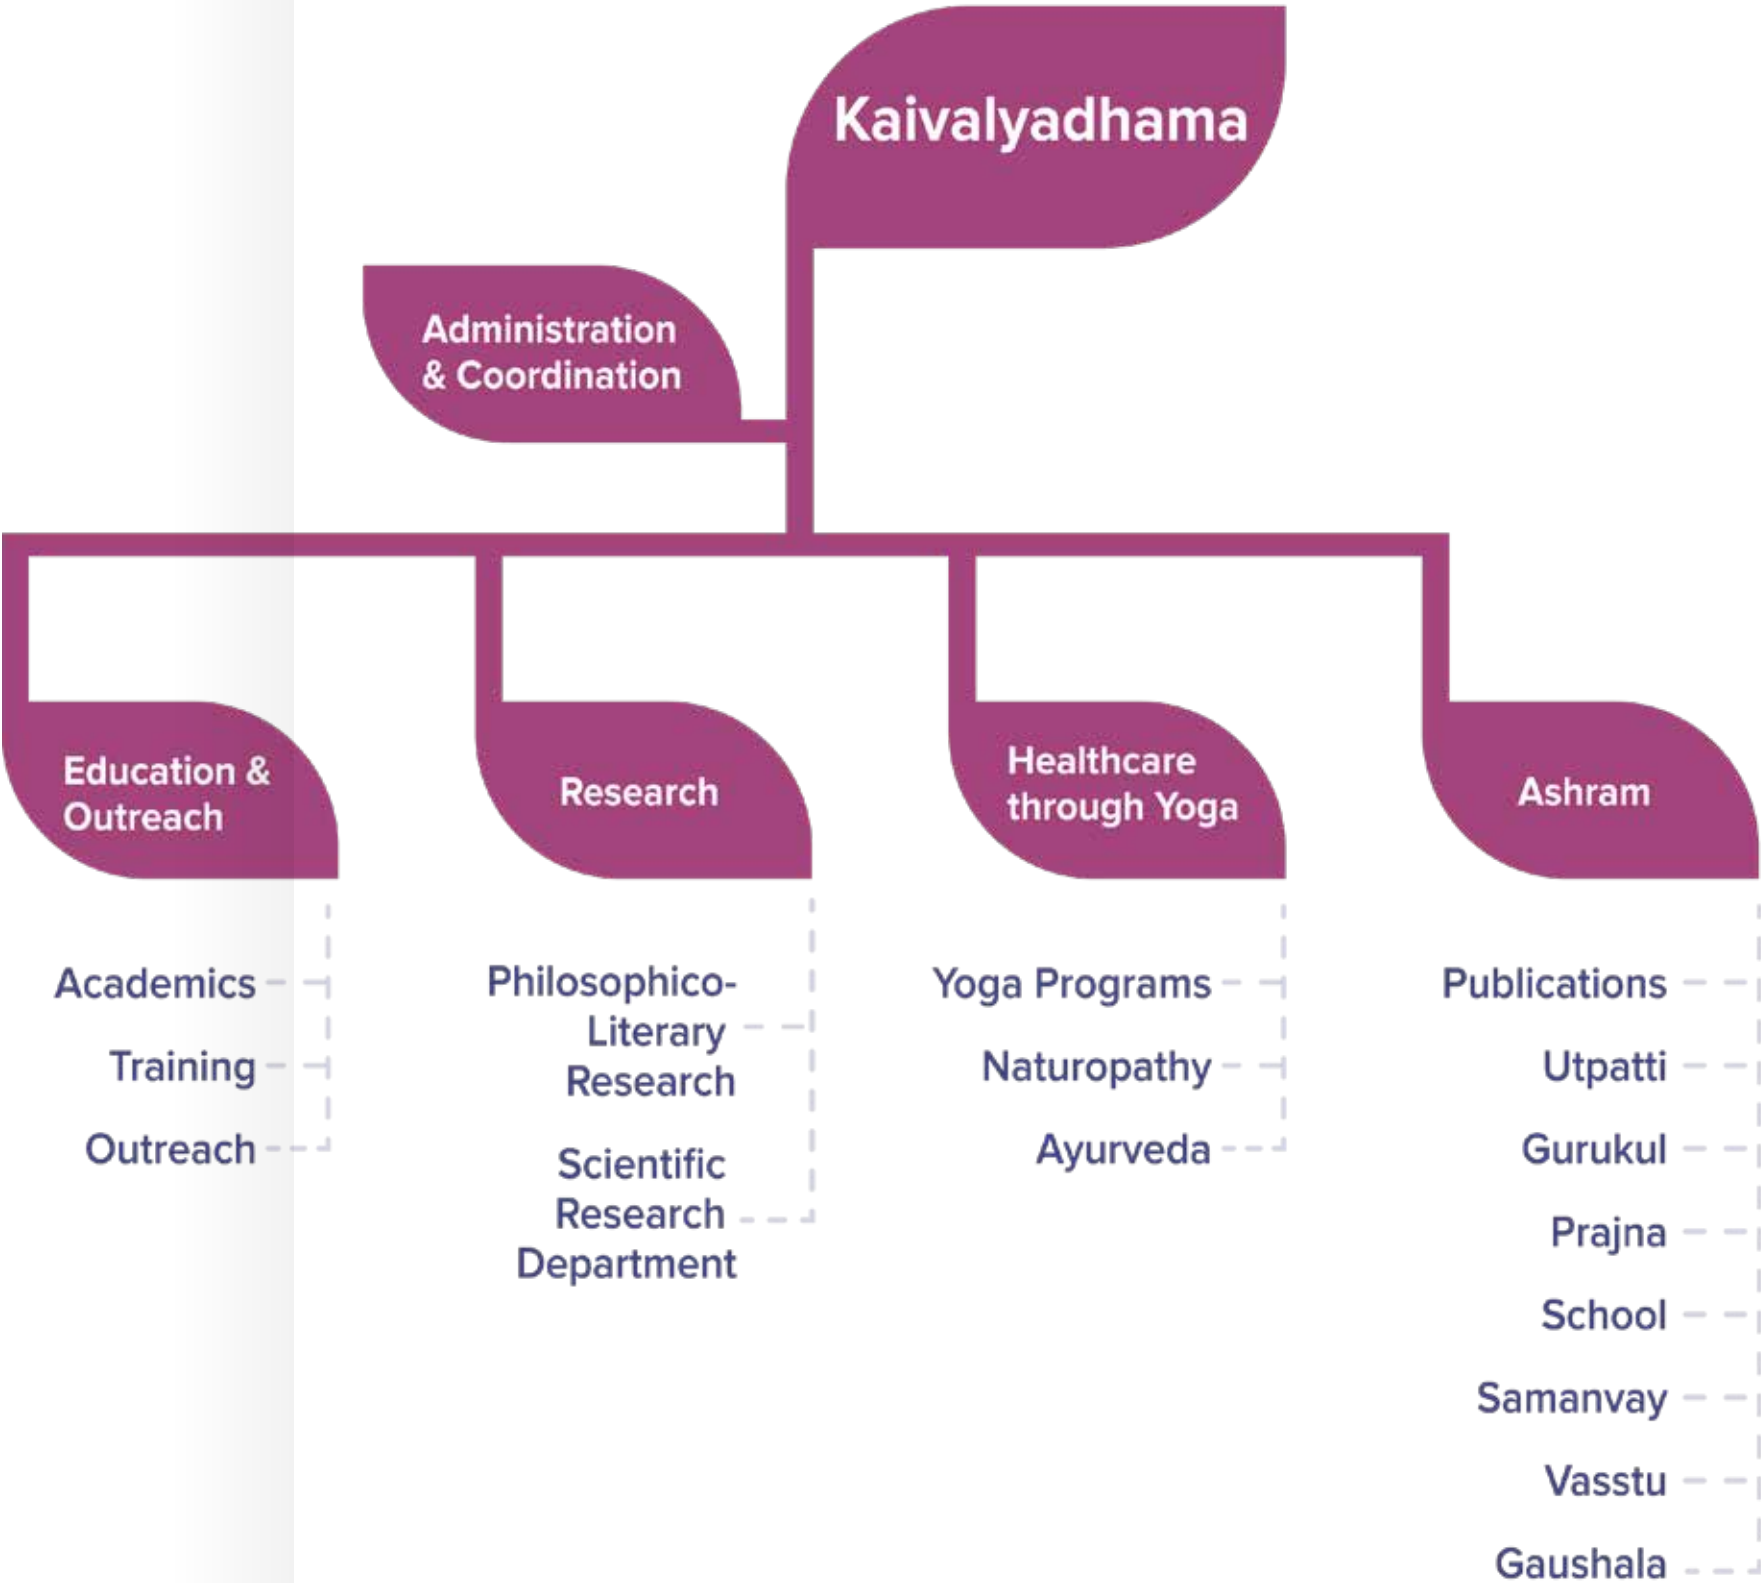 Kaivalyadhama
Administration
& Coordination
Education &
Outreach
Research
Healthcare
through Yoga
Ashram
Academics
Training
Outreach
Philosophico-
Literary
Research
Scientific
Research
Department
Yoga Programs
Naturopathy
Ayurveda
Publications
Utpatti
Gurukul
Prajna
School
Samanvay
Vasstu
Gaushala